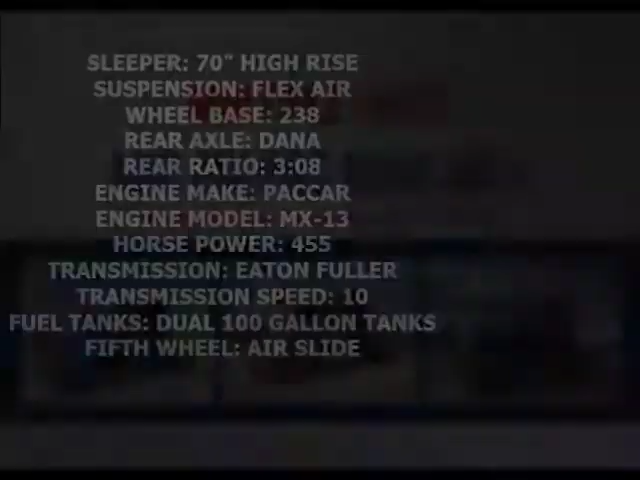 SLEEPER: 70" HIGH RISE
SUSPENSION: FLEX AIR
WHEEL BASE: 238
REAR AXLE: DANA
REAR RATIO: 3:08
ENGINE MAKE: PACCAR
ENGINE MODEL: MX-13
HORSE POWER: 455
TRANSMISSION: EATON FULLER
TRANSMISSION SPEED: 10
FUEL TANKS: DUAL 100 GALLON TANKS
FIFTH WHEEL: AIR SLIDE